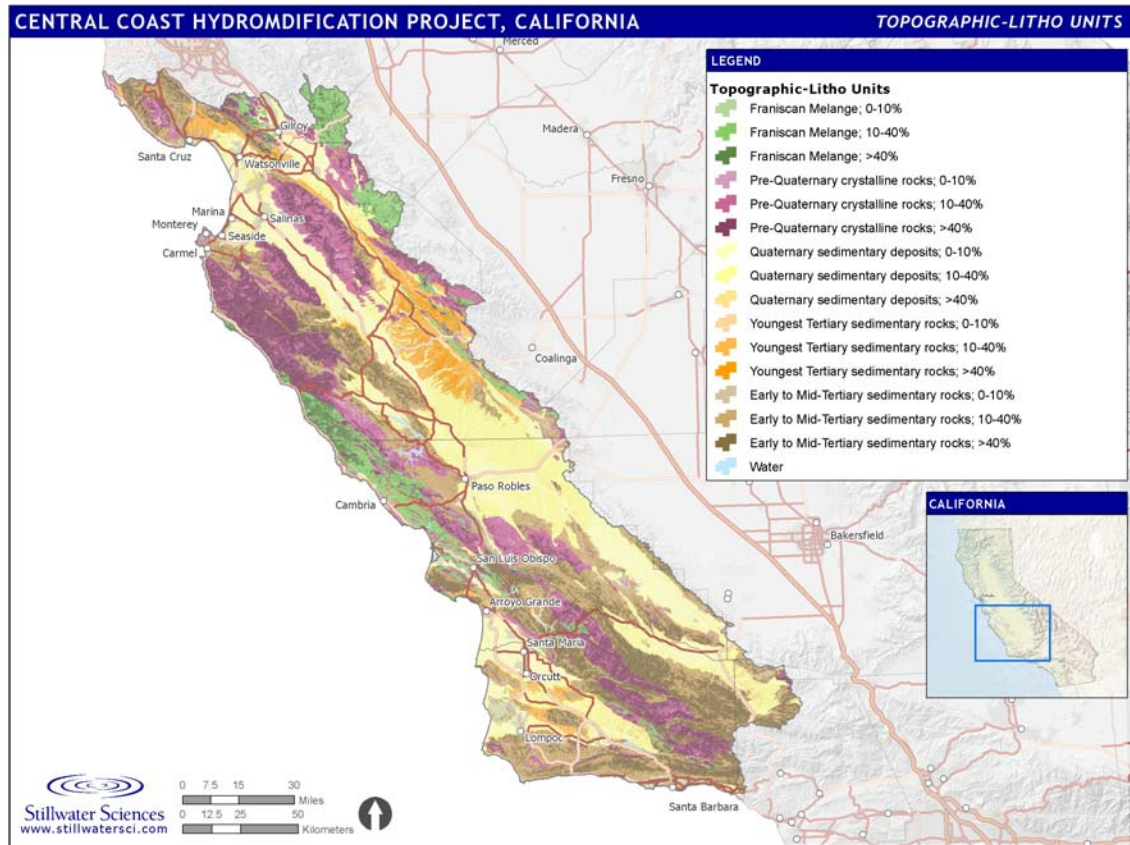 CENTRAL COAST HYDROMDIFICATION PROJECT, CALIFORNIA
TOPOGRAPHIC-LITHO UNITS
LEGEND
Topographic-Litho Units
Franiscan Melange; 0-10%
Franiscan Melange; 10-40%
Franiscan Melange; >40%
Pre-Quaternary crystalline rocks; 0-10%
Pre-Quaternary crystalline rocks; 10-40%
Pre-Quaternary crystalline rocks; >40%
Quaternary sedimentary deposits; 0-10%
Quaternary sedimentary deposits; 10-40%
Quaternary sedimentary deposits; >40%
Youngest Tertiary sedimentary rocks; 0-10%
Youngest Tertiary sedimentary rocks; 10-40%
Youngest Tertiary sedimentary rocks; >40%
Early to Mid-Tertiary sedimentary rocks; 0-10%
Early to Mid-Tertiary sedimentary rocks; 10-40%
Early to Mid-Tertiary sedimentary rocks; >40%
Water
Merced
Madera
Gilroy
Santa Cruz
Watsonville
Fresno
Marina
Salinas
Monterey
Seaside
Carmel
Coalinga
Paso Robles
Cambria
Bakersfield
San Luis Obispo
Arroyo Grande
Santa Maria
Orcutt
Lompoc
Santa Barbara
CALIFORNIA
Stillwater Sciences
www.stillwatersci.com
0 7.5 15 30
Miles
0 12.5 25 50
Kilometers